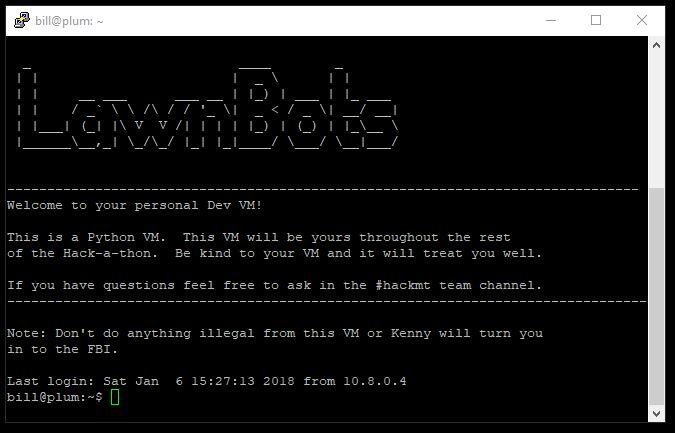 bill@plum: ~
LawnBots
Welcome to your personal Dev VM!
This is a Python VM.  This VM will be yours throughout the rest
of the Hack-a-thon.  Be kind to your VM and it will treat you well.
If you have questions feel free to ask in the #hackmt team channel.
Note: Don't do anything illegal from this VM or Kenny will turn you
in to the FBI.
Last login: Sat Jan  6 15:27:13 2018 from 10.8.0.4
bill@plum:~$